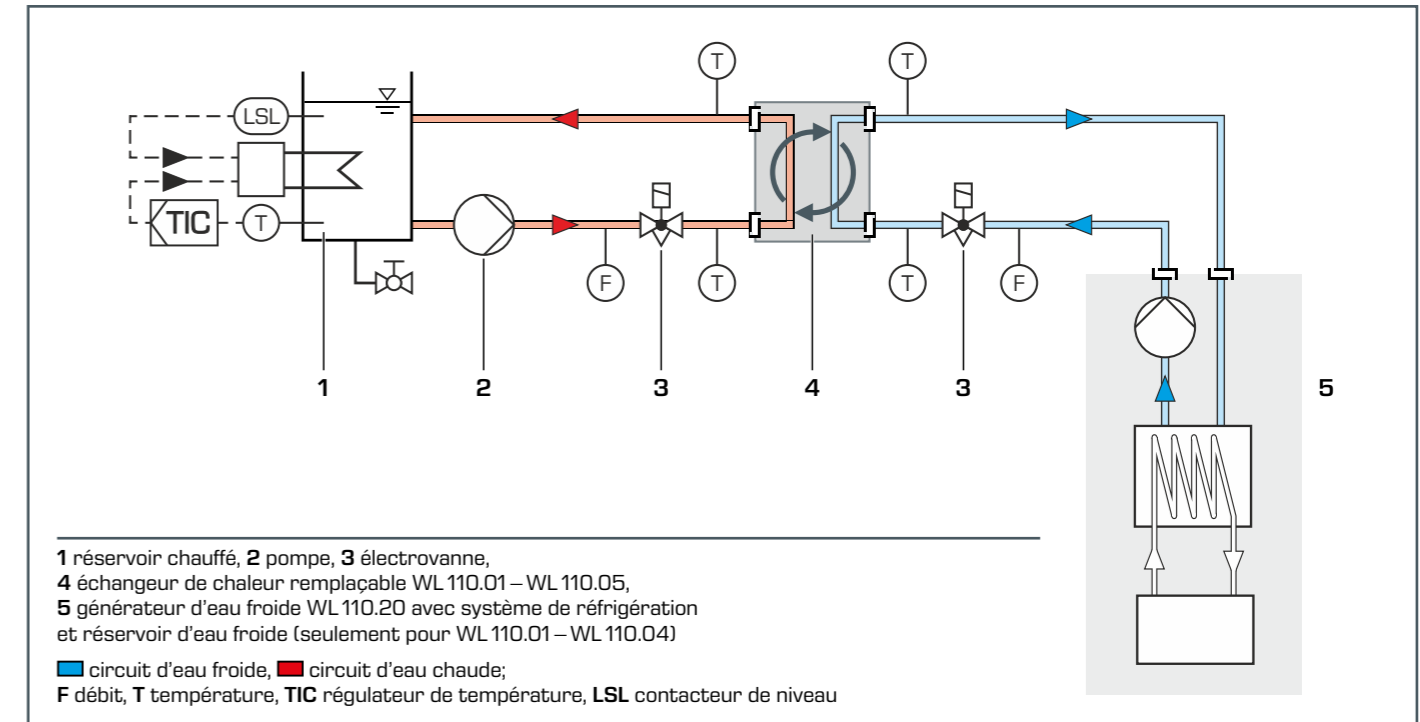 T T
LSL
TIC T
F T T F
1 2 3 4 3 5
1 réservoir chauffé, 2 pompe, 3 électrovanne,
4 échangeur de chaleur remplaçable WL 110.01 – WL 110.05,
5 générateur d'eau froide WL 110.20 avec système de réfrigération
et réservoir d'eau froide (seulement pour WL 110.01 – WL 110.04)
circuit d'eau froide, circuit d'eau chaude;
F débit, T température, TIC régulateur de température, LSL contacteur de niveau